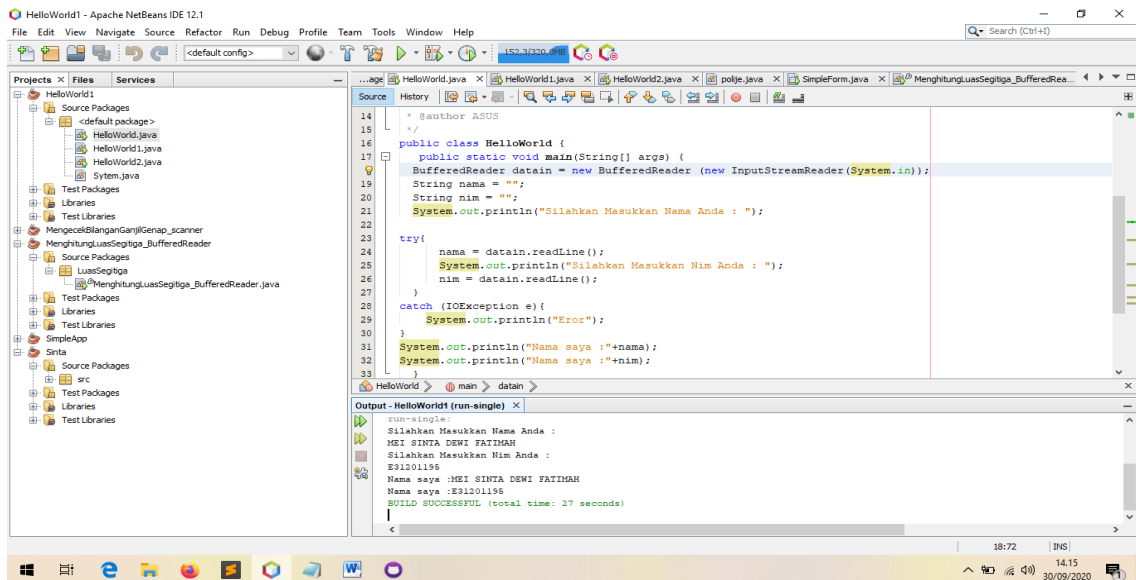 HelloWorld1 - Apache NetBeans IDE 12.1
File Edit View Navigate Source Refactor Run Debug Profile Team Tools Window Help
Search (Ctrl+I)
<default config>
152,3/320,0MB
Projects Files Services
...age HelloWorld.java HelloWorld1.java HelloWorld2.java polije.java SimpleForm.java MenghitungLuasSegitiga_BufferedRea...
Source History
HelloWorld1
Source Packages
<default package>
HelloWorld.java
HelloWorld1.java
HelloWorld2.java
Sytem.java
Test Packages
Libraries
Test Libraries
MengecekBilanganGanjilGenap_scanner
MenghitungLuasSegitiga_BufferedReader
Source Packages
LuasSegitiga
MenghitungLuasSegitiga_BufferedReader.java
Test Packages
Libraries
Test Libraries
SimpleApp
Sinta
Source Packages
src
Test Packages
Libraries
Test Libraries
14 * @author ASUS
15 */
16 public class HelloWorld {
17 public static void main(String[] args) {
BufferedReader datain = new BufferedReader (new InputStreamReader(System.in));
19 String nama = "";
20 String nim = "";
21 System.out.println("Silahkan Masukkan Nama Anda : ");
22
23 try{
24 nama = datain.readLine();
25 System.out.println("Silahkan Masukkan Nim Anda : ");
26 nim = datain.readLine();
27 }
28 catch (IOException e){
29 System.out.println("Eror");
30 }
31 System.out.println("Nama saya :"+nama);
32 System.out.println("Nama saya :"+nim);
33 }
HelloWorld main datain
Output - HelloWorld1 (run-single)
run-single:
Silahkan Masukkan Nama Anda :
MEI SINTA DEWI FATIMAH
Silahkan Masukkan Nim Anda :
E31201195
Nama saya :MEI SINTA DEWI FATIMAH
Nama saya :E31201195
BUILD SUCCESSFUL (total time: 27 seconds)
18:72 INS
14.15
30/09/2020